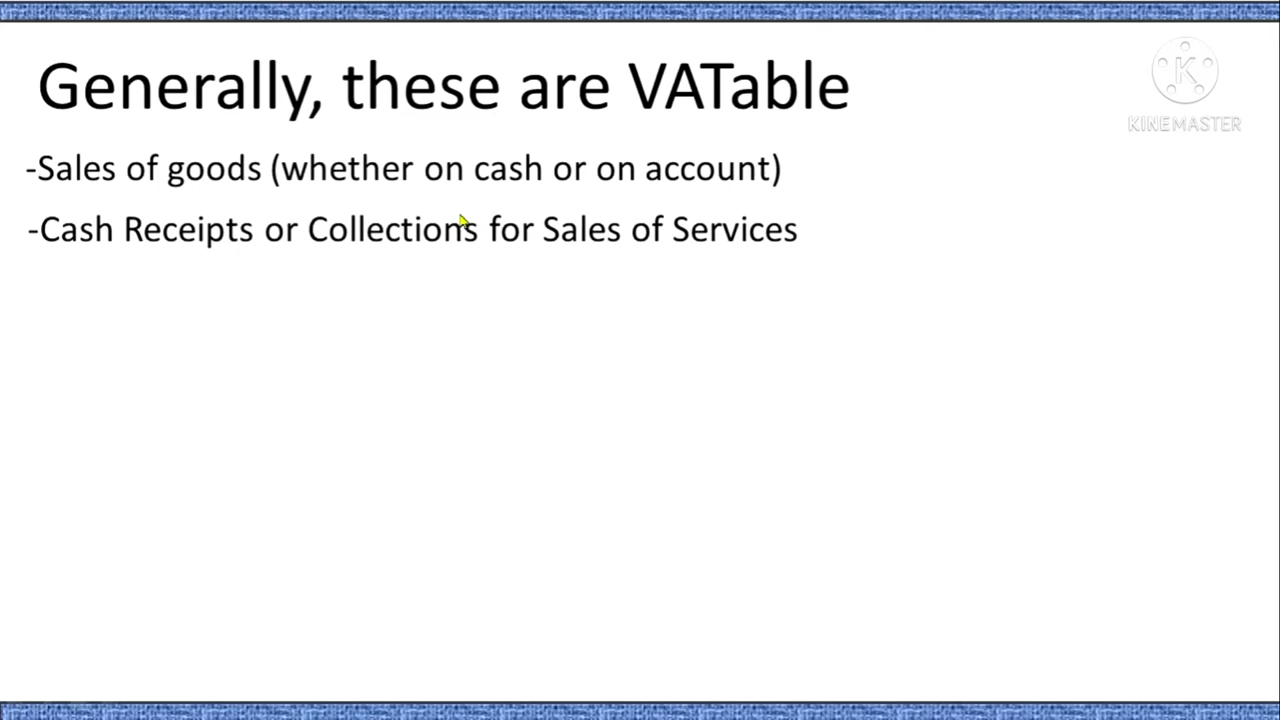 Generally, these are VATable
KINEMASTER
-Sales of goods (whether on cash or on account)
-Cash Receipts or Collections for Sales of Services